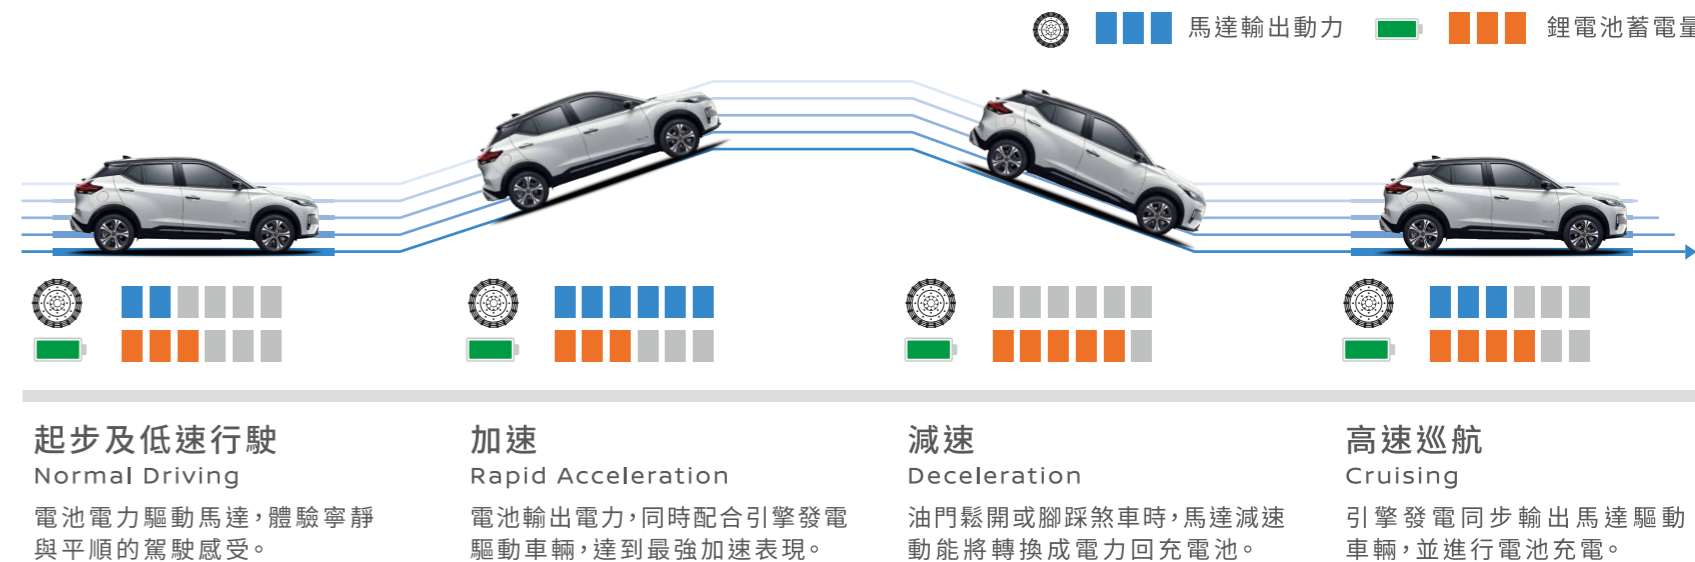 馬達輸出動力 鋰電池蓄電量
起步及低速行駛
Normal Driving
電池電力驅動馬達,體驗寧靜
與平順的駕駛感受。
加速
Rapid Acceleration
電池輸出電力,同時配合引擎發電
驅動車輛,達到最強加速表現。
減速
Deceleration
油門鬆開或腳踩煞車時,馬達減速
動能將轉換成電力回充電池。
高速巡航
Cruising
引擎發電同步輸出馬達驅動
車輛,並進行電池充電。